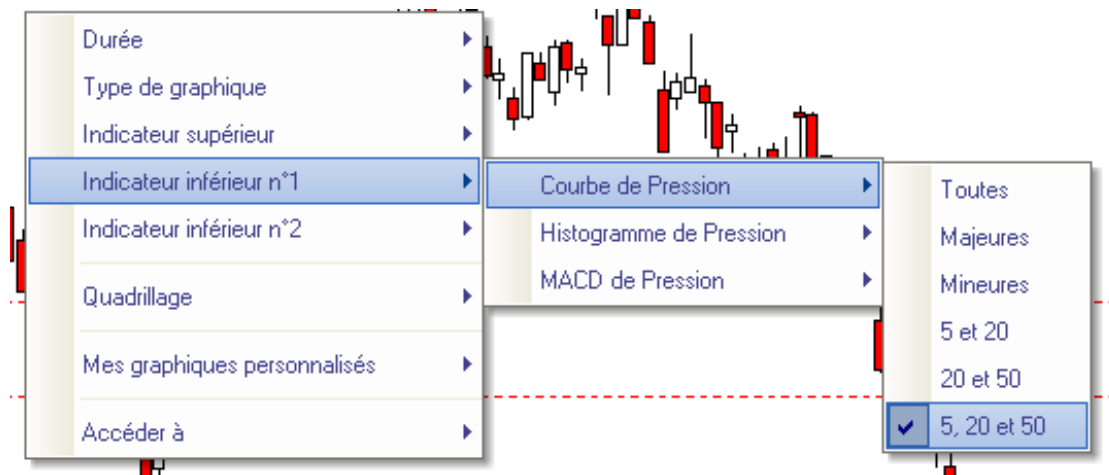 Durée
Type de graphique
Indicateur supérieur
Indicateur inférieur n°1
Indicateur inférieur n°2
Quadrillage
Mes graphiques personnalisés
Accéder à
Courbe de Pression
Histogramme de Pression
MACD de Pression
Toutes
Majeures
Mineures
5 et 20
20 et 50
5, 20 et 50